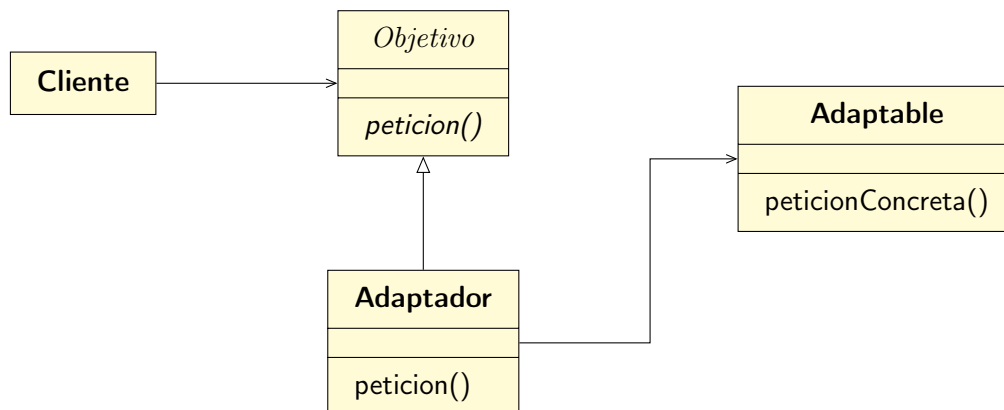 Cliente
Objetivo
peticion()
Adaptable
peticionConcreta()
Adaptador
peticion()